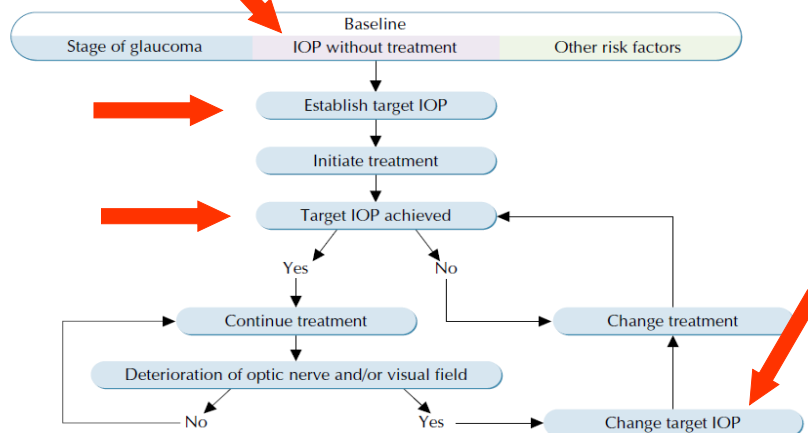 Baseline
Stage of glaucoma IOP without treatment Other risk factors
Establish target IOP
Initiate treatment
Target IOP achieved
Yes No
Continue treatment Change treatment
Deterioration of optic nerve and/or visual field
No Yes Change target IOP